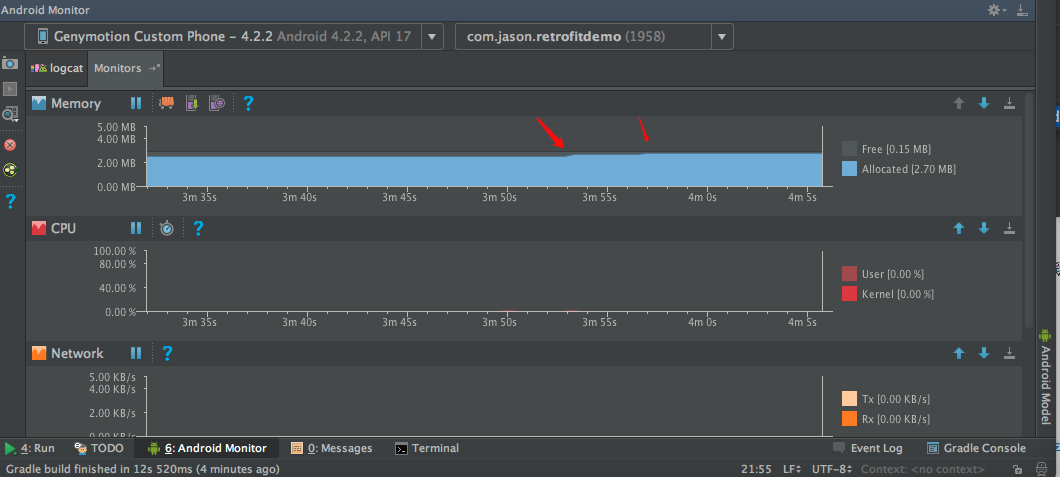 Android Monitor
Genymotion Custom Phone – 4.2.2 Android 4.2.2, API 17
com.jason.retrofitdemo (1958)
logcat
Monitors
Memory
?
5.00 MB
4.00 MB
2.00 MB
0.00 MB
Free [0.15 MB]
Allocated [2.70 MB]
3m 35s
3m 40s
3m 45s
3m 50s
3m 55s
4m 0s
4m 5s
CPU
?
100.00 %
80.00 %
0.00 %
User [0.00 %]
Kernel [0.00 %]
3m 35s
3m 40s
3m 45s
3m 50s
3m 55s
4m 0s
4m 5s
Network
?
5.00 KB/s
4.00 KB/s
2.00 KB/s
0.00 KB/s
Tx [0.00 KB/s]
Rx [0.00 KB/s]
?
Android Model
4: Run
TODO
6: Android Monitor
0: Messages
Terminal
Event Log
Gradle Console
Gradle build finished in 12s 520ms (4 minutes ago)
21:55
LF
UTF-8
Context: <no context>